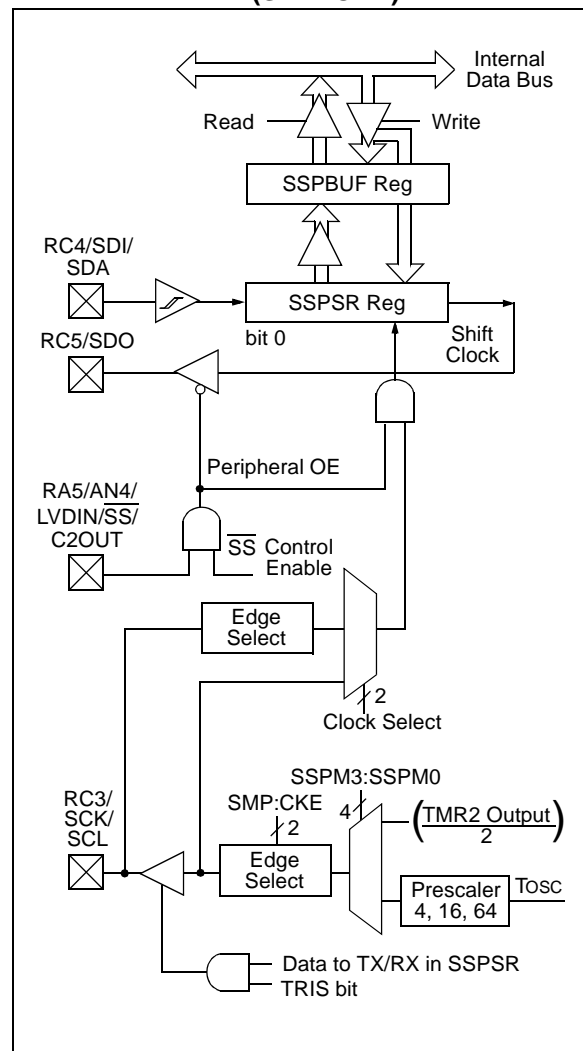 Internal
Data Bus
Read
Write
SSPBUF Reg
RC4/SDI/
SDA
SSPSR Reg
bit 0
Shift
Clock
RC5/SDO
Peripheral OE
RA5/AN4/
LVDIN/S̅S̅/
C2OUT
S̅S̅ Control
Enable
Edge
Select
2
Clock Select
SSPM3:SSPM0
SMP:CKE
4
(TMR2 Output
2)
2
RC3/
SCK/
SCL
Edge
Select
Prescaler
4, 16, 64
TOSC
Data to TX/RX in SSPSR
TRIS bit